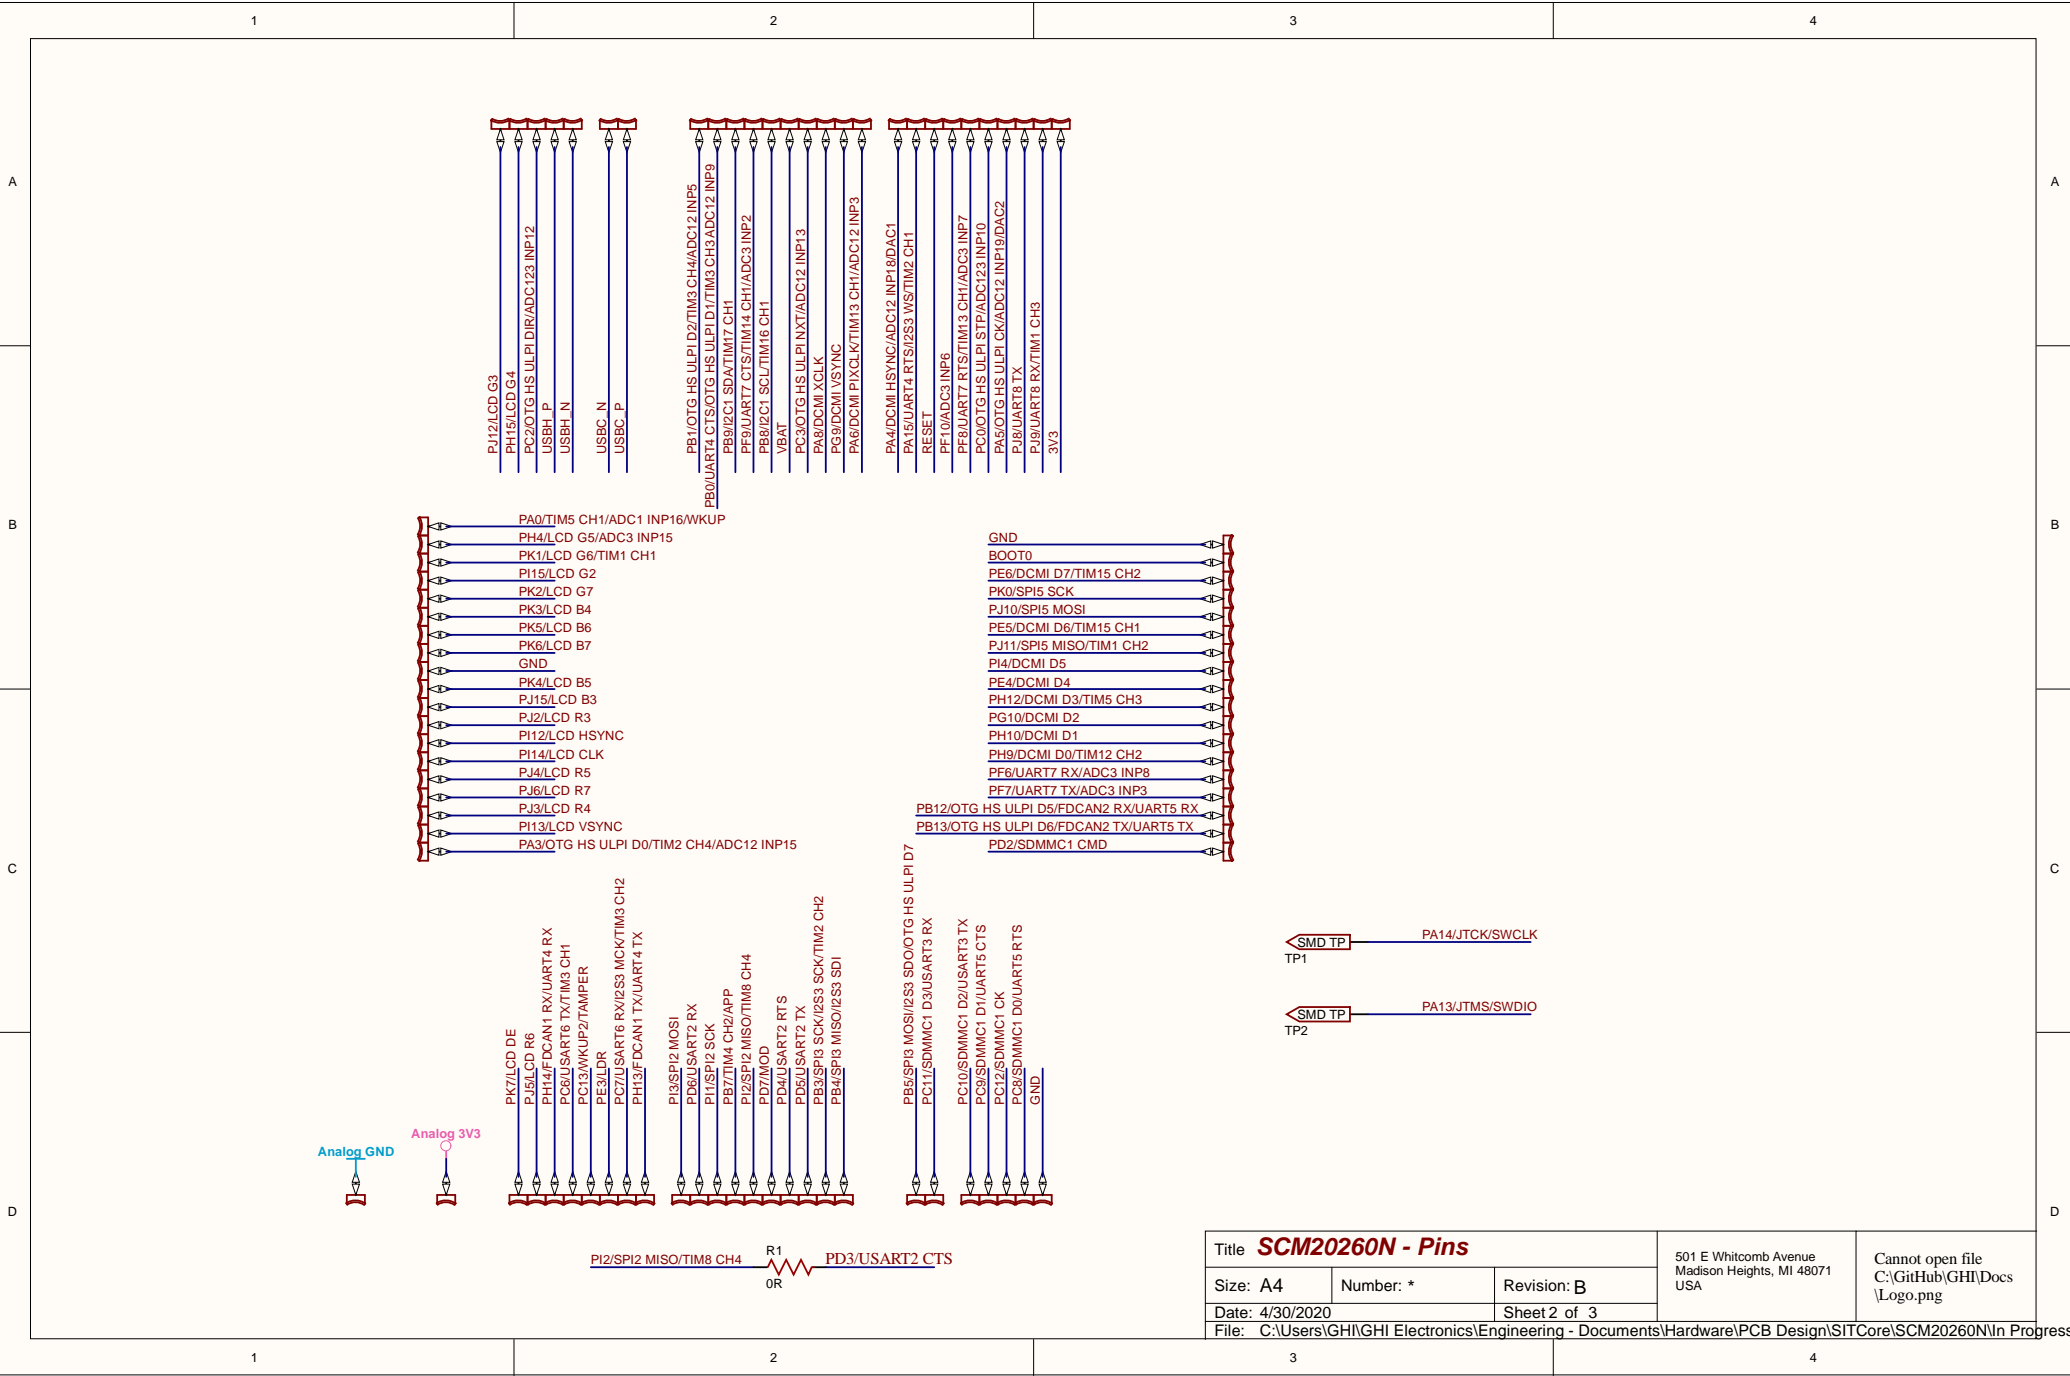 1 2 3 4
A A
B B
C C
D D
PJ12/LCD G3
PH15/LCD G4
PC2/OTG HS ULPI DIR/ADC123 INP12
USBH_P
USBH_N
USBC_N
USBC_P
PB1/OTG HS ULPI D2/TIM3 CH4/ADC12 INP5
PB0/UART4 CTS/OTG HS ULPI D1/TIM3 CH3 ADC12 INP9
PB9/I2C1 SDA/TIM17 CH1
PF9/UART7 CTS/TIM14 CH1/ADC3 INP2
PB8/I2C1 SCL/TIM16 CH1
VBAT
PC3/OTG HS ULPI NXT/ADC12 INP13
PA8/DCMI XCLK
PG9/DCMI VSYNC
PA6/DCMI PIXCLK/TIM13 CH1/ADC12 INP3
PA4/DCMI HSYNC/ADC12 INP18/DAC1
PA15/UART4 RTS/I2S3 WS/TIM2 CH1
RESET
PF10/ADC3 INP6
PF8/UART7 RTS/TIM13 CH1/ADC3 INP7
PC0/OTG HS ULPI STP/ADC123 INP10
PA5/OTG HS ULPI CK/ADC12 INP19/DAC2
PJ8/UART8 TX
PJ9/UART8 RX/TIM1 CH3
3V3
PA0/TIM5 CH1/ADC1 INP16/WKUP
PH4/LCD G5/ADC3 INP15
PK1/LCD G6/TIM1 CH1
PI15/LCD G2
PK2/LCD G7
PK3/LCD B4
PK5/LCD B6
PK6/LCD B7
GND
PK4/LCD B5
PJ15/LCD B3
PJ2/LCD R3
PI12/LCD HSYNC
PI14/LCD CLK
PJ4/LCD R5
PJ6/LCD R7
PJ3/LCD R4
PI13/LCD VSYNC
PA3/OTG HS ULPI D0/TIM2 CH4/ADC12 INP15
GND
BOOT0
PE6/DCMI D7/TIM15 CH2
PK0/SPI5 SCK
PJ10/SPI5 MOSI
PE5/DCMI D6/TIM15 CH1
PJ11/SPI5 MISO/TIM1 CH2
PI4/DCMI D5
PE4/DCMI D4
PH12/DCMI D3/TIM5 CH3
PG10/DCMI D2
PH10/DCMI D1
PH9/DCMI D0/TIM12 CH2
PF6/UART7 RX/ADC3 INP8
PF7/UART7 TX/ADC3 INP3
PB12/OTG HS ULPI D5/FDCAN2 RX/UART5 RX
PB13/OTG HS ULPI D6/FDCAN2 TX/UART5 TX
PD2/SDMMC1 CMD
PK7/LCD DE
PJ5/LCD R6
PH14/FDCAN1 RX/UART4 RX
PC6/USART6 TX/TIM3 CH1
PC13/WKUP2/TAMPER
PE3/LDR
PC7/USART6 RX/I2S3 MCK/TIM3 CH2
PH13/FDCAN1 TX/UART4 TX
PI3/SPI2 MOSI
PD6/USART2 RX
PI1/SPI2 SCK
PB7/TIM4 CH2/APP
PI2/SPI2 MISO/TIM8 CH4
PD7/MOD
PD4/USART2 RTS
PD5/USART2 TX
PB3/SPI3 SCK/I2S3 SCK/TIM2 CH2
PB4/SPI3 MISO/I2S3 SDI
PB5/SPI3 MOSI/I2S3 SDO/OTG HS ULPI D7
PC11/SDMMC1 D3/USART3 RX
PC10/SDMMC1 D2/USART3 TX
PC9/SDMMC1 D1/UART5 CTS
PC12/SDMMC1 CK
PC8/SDMMC1 D0/UART5 RTS
GND
SMD TP PA14/JTCK/SWCLK
TP1
SMD TP PA13/JTMS/SWDIO
TP2
Analog GND
Analog 3V3
PI2/SPI2 MISO/TIM8 CH4 R1 PD3/USART2 CTS
0R
Title SCM20260N - Pins
Size: A4 Number: * Revision: B
Date: 4/30/2020 Sheet 2 of 3
File: C:\Users\GHI\GHI Electronics\Engineering - Documents\Hardware\PCB Design\SITCore\SCM20260N\In Progress
501 E Whitcomb Avenue
Madison Heights, MI 48071
USA
Cannot open file
C:\GitHub\GHI\Docs
\Logo.png
1 2 3 4